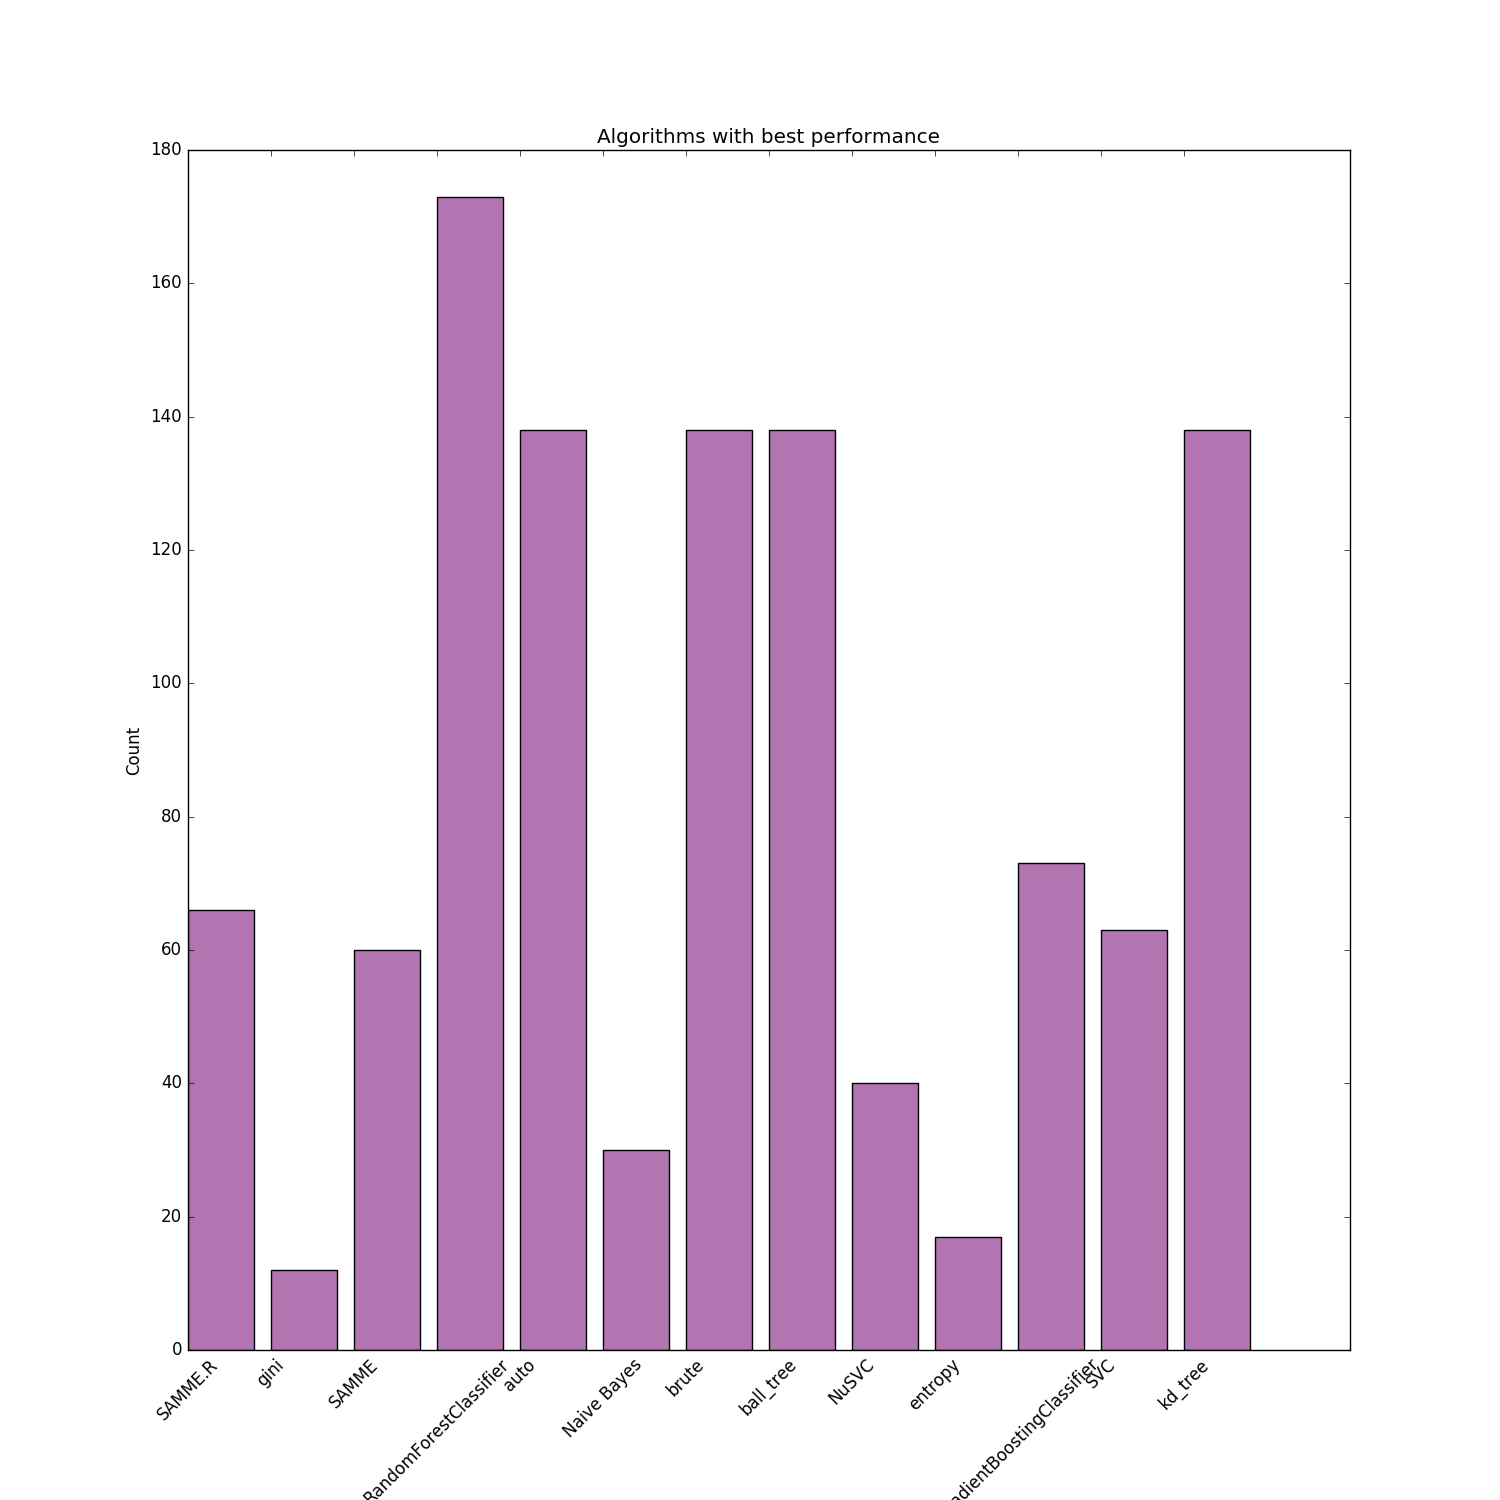 Algorithms with best performance
180
160
140
120
100
80
60
40
20
0
Count
SAMME.R
gini
SAMME
RandomForestClassifier
auto
Naive Bayes
brute
ball_tree
NuSVC
entropy
edientBoostingClassifier
SVC
kd_tree